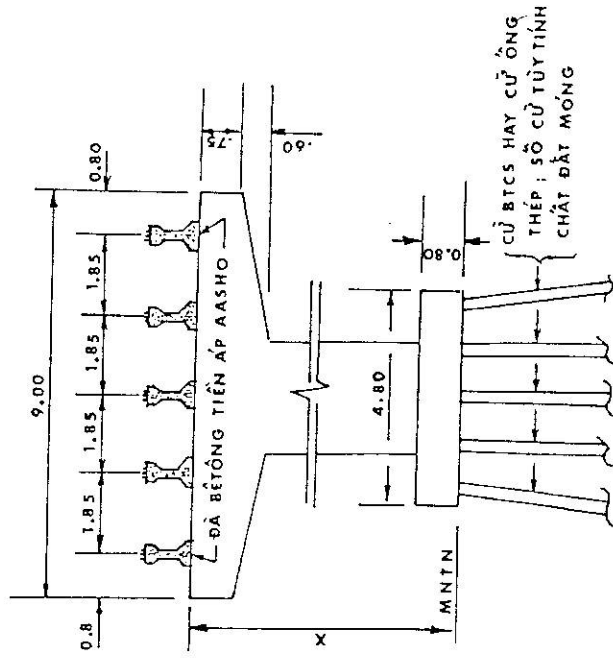 9.00
0.8
1.85
1.85
1.85
1.85
0.80
ĐÀ BÊTÔNG TIỀN ÁP AASHO
.75
.60
X
4.80
0.80
MNTN
CỪ BTCS HAY CỪ ỐNG
THÉP ; SỐ CỪ TÙY TÍNH
CHẤT ĐẤT MÓNG